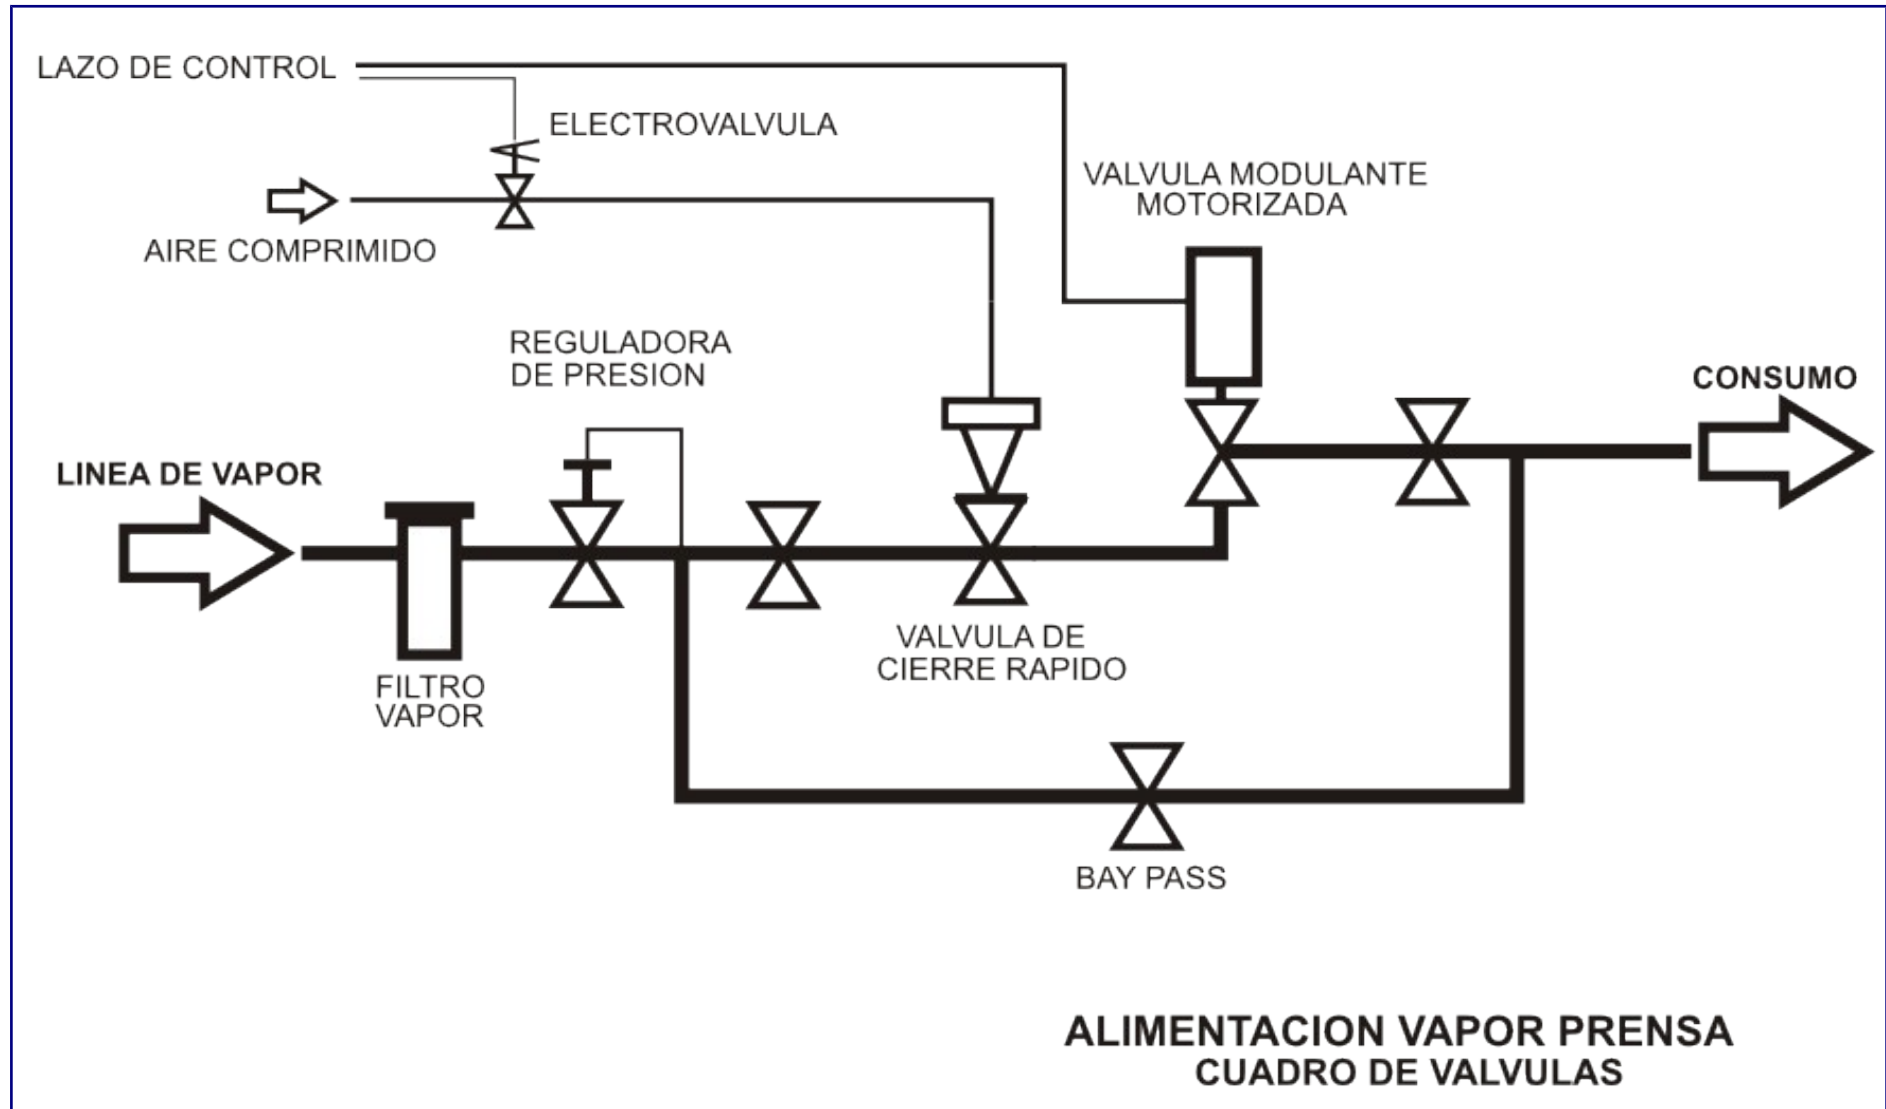 LAZO DE CONTROL
ELECTROVALVULA
VALVULA MODULANTE
MOTORIZADA
AIRE COMPRIMIDO
REGULADORA
DE PRESION
CONSUMO
LINEA DE VAPOR
VALVULA DE
CIERRE RAPIDO
FILTRO
VAPOR
BAY PASS
ALIMENTACION VAPOR PRENSA
CUADRO DE VALVULAS